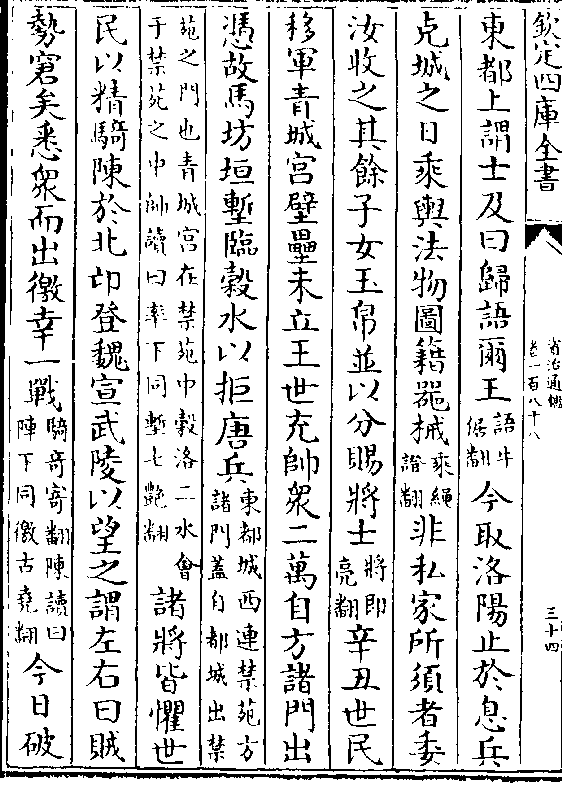 欽定四庫全書
資治通鑑
卷一百八十八
三十四
東都上謂士及曰歸語爾王語牛倨翻今取洛陽止於息兵
克城之日乘輿法物圖籍器械乘繩證翻非私家所須者委
汝收之其餘子女玉帛並以分賜將士將即亮翻辛丑世民
移軍青城宮壁壘未立王世充帥衆二萬自方諸門出
憑故馬坊垣塹臨穀水以拒唐兵東都城西連禁苑方諸門蓋自都城出禁
苑之門也青城宮在禁苑中穀洛二水會于禁苑之中帥讀曰率下同塹七艷翻諸將皆懼世
民以精騎陳於北邙登魏宣武陵以望之謂左右曰賊
勢窘矣悉衆而出徼幸一戰騎奇寄翻陳讀曰陣下同徼古堯翻今日破